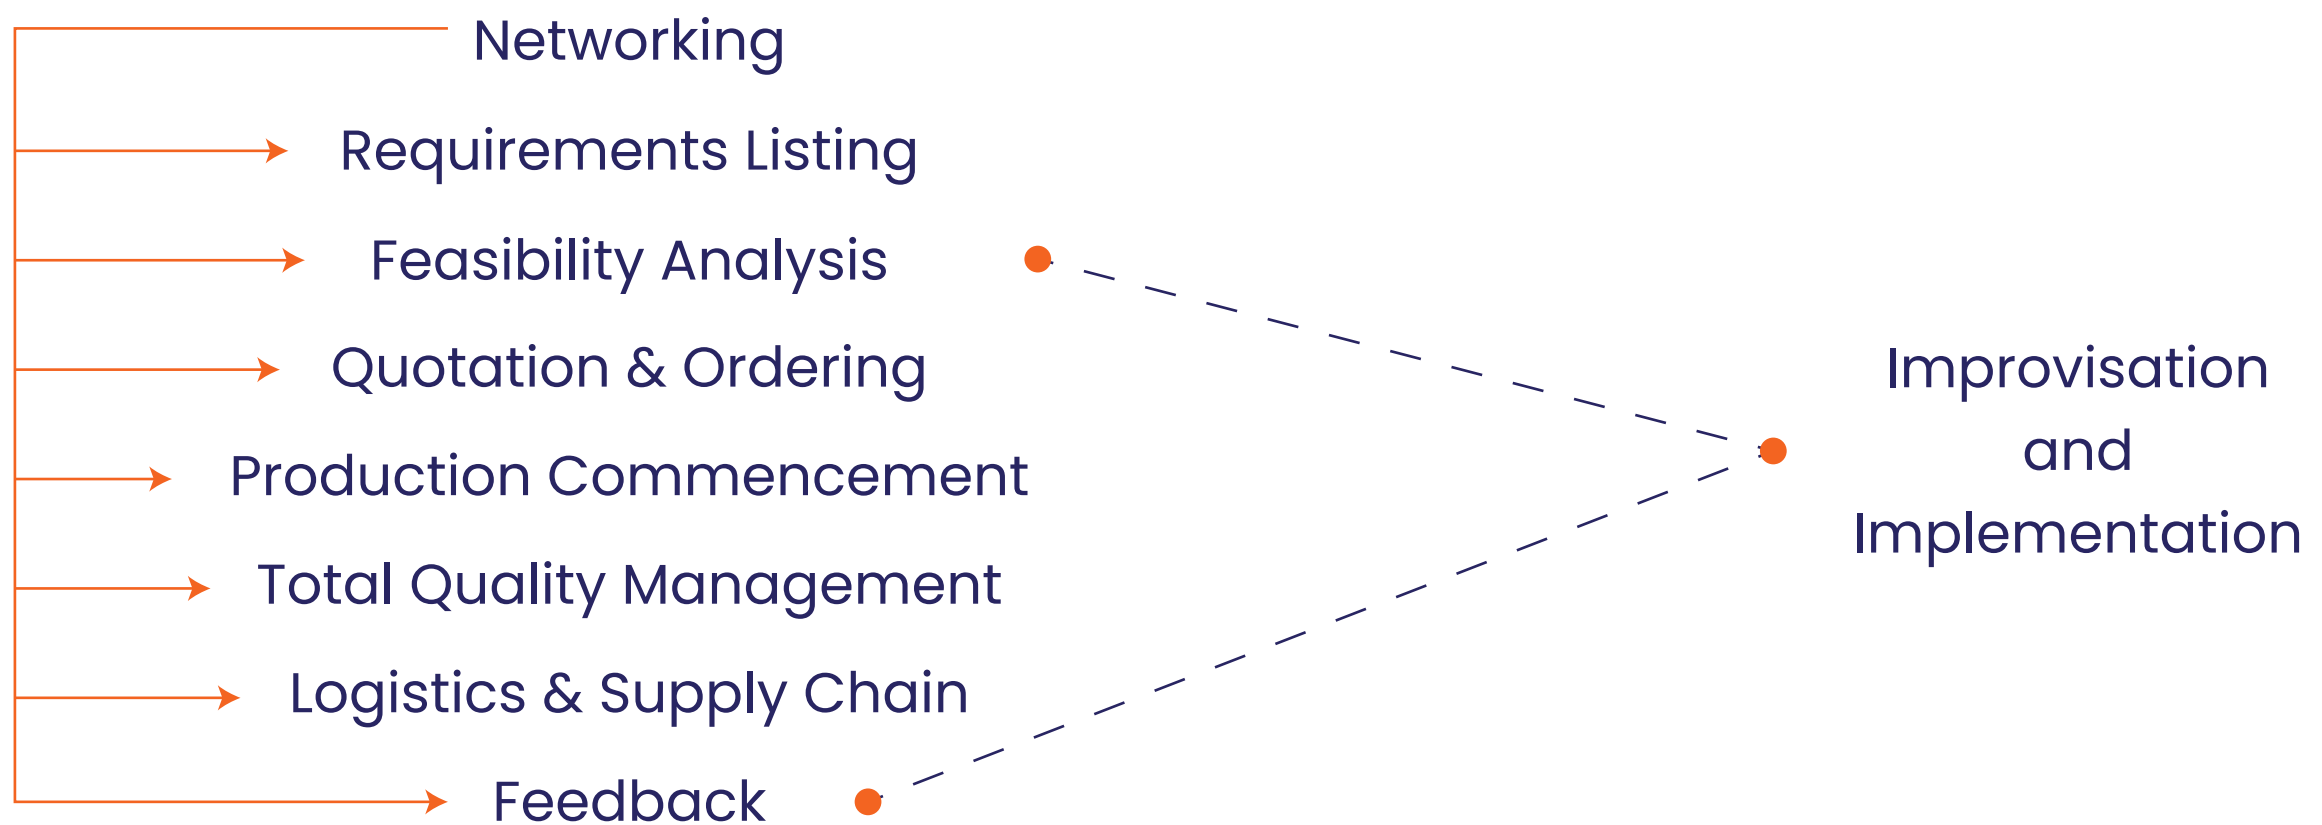 Networking
Requirements Listing
Feasibility Analysis
Quotation & Ordering
Production Commencement
Total Quality Management
Logistics & Supply Chain
Feedback
Improvisation
and
Implementation